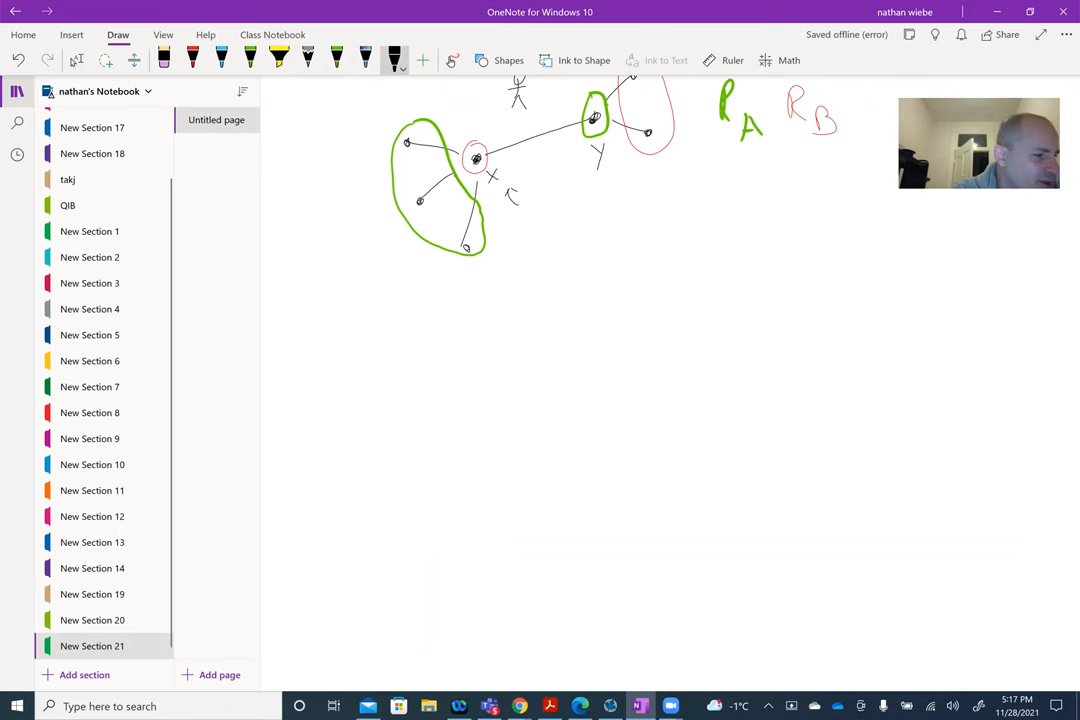 OneNote for Windows 10
nathan wiebe
Home
Insert
Draw
View
Help
Class Notebook
Saved offline (error)
Share
Shapes
Ink to Shape
Ink to Text
Ruler
Math
nathan's Notebook
New Section 17
New Section 18
takj
QIB
New Section 1
New Section 2
New Section 3
New Section 4
New Section 5
New Section 6
New Section 7
New Section 8
New Section 9
New Section 10
New Section 11
New Section 12
New Section 13
New Section 14
New Section 19
New Section 20
New Section 21
Add section
Untitled page
Add page
R A
R B
X
Y
Type here to search
-1°C
5:17 PM
11/28/2021